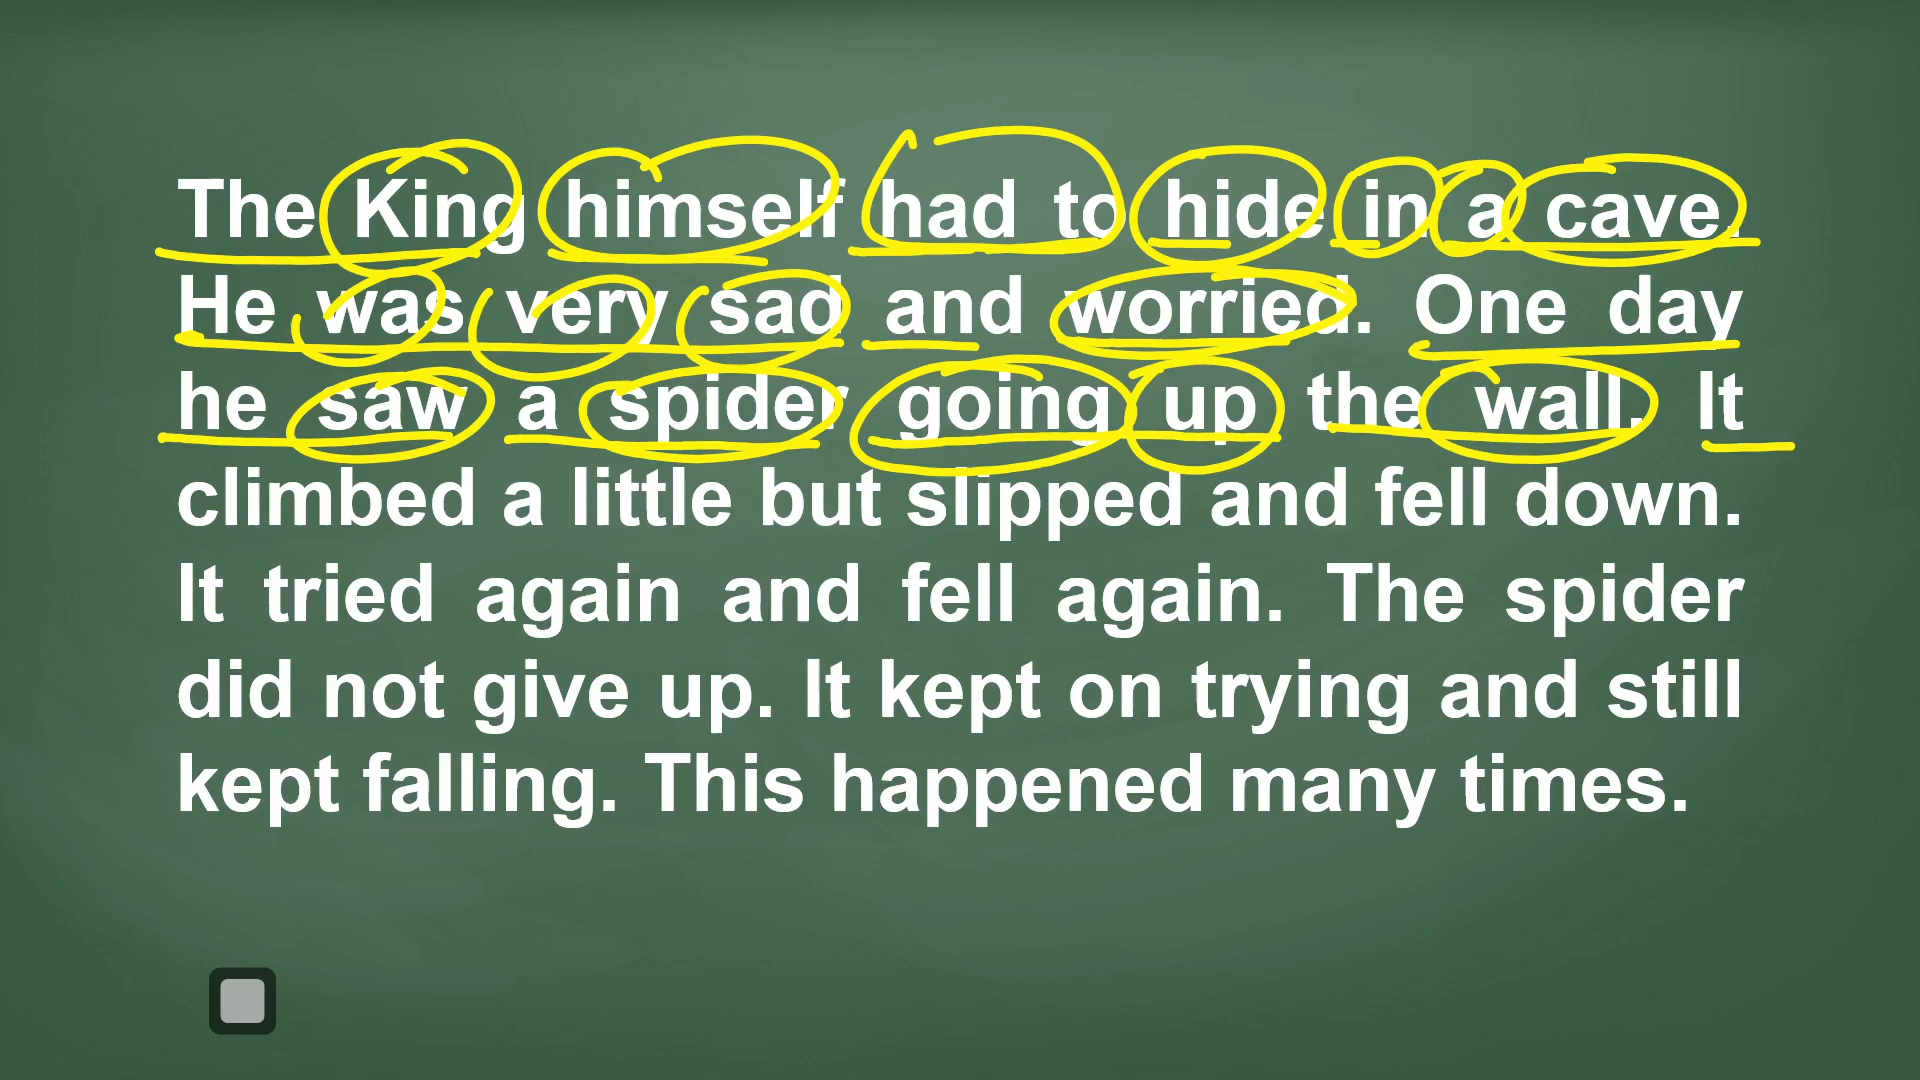 The King himself had to hide in a cave.
He was very sad and worried. One day
he saw a spider going up the wall. It
climbed a little but slipped and fell down.
It tried again and fell again. The spider
did not give up. It kept on trying and still
kept falling. This happened many times.